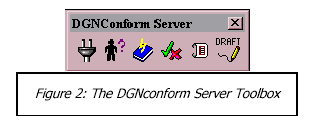 DGNConform Server
DRAFT
Figure 2: The DGNconform Server Toolbox